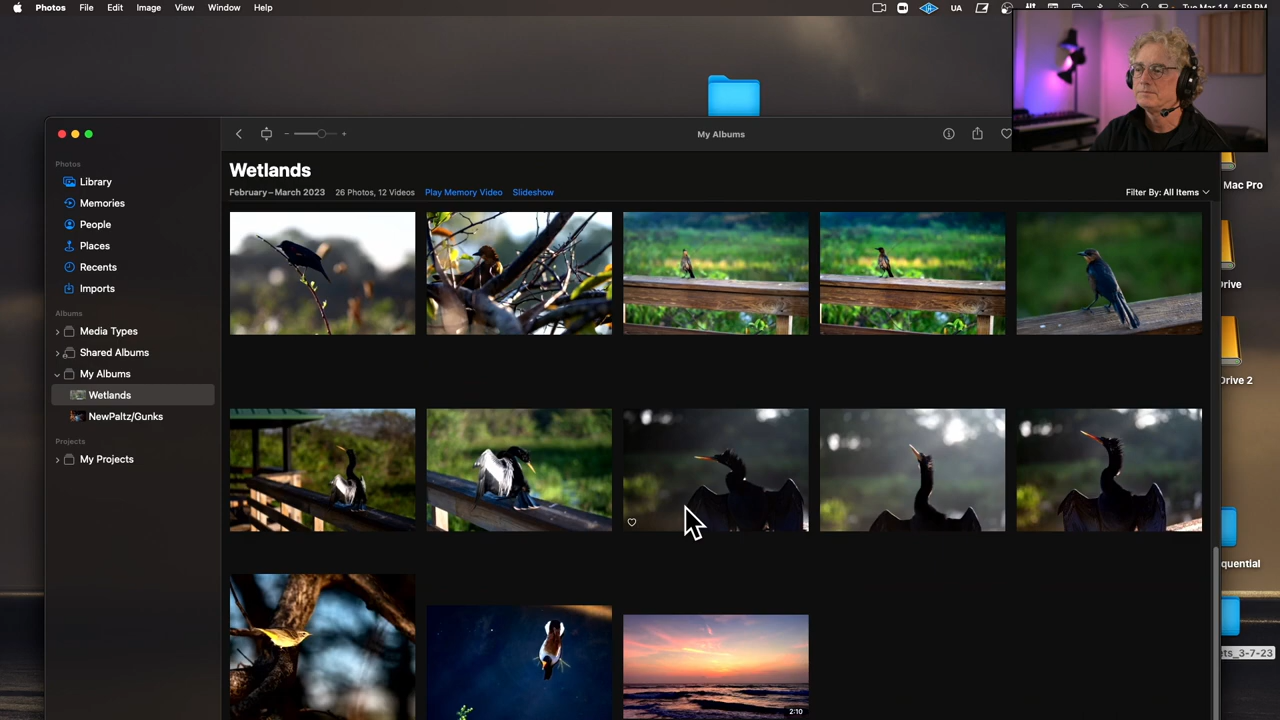 Photos File Edit Image View Window Help UA Tue Mar 14 4:59 PM
My Albums
Photos
Library
Memories
People
Places
Recents
Imports
Albums
Media Types
Shared Albums
My Albums
Wetlands
NewPaltz/Gunks
Projects
My Projects
Wetlands
February–March 2023 26 Photos, 12 Videos Play Memory Video Slideshow Filter By: All Items
2:10
Mac Pro
Drive
Drive 2
quential
ets_3-7-23